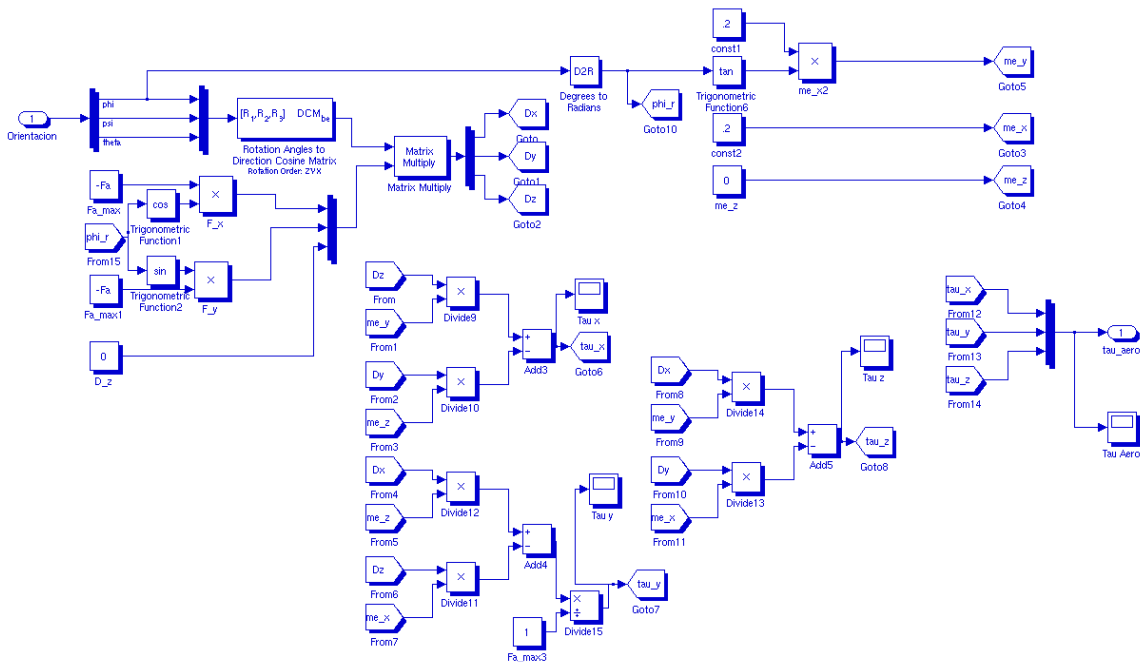 1
Orientacion
phi
psi
theta
[R1,R2,R3] DCMbe
Rotation Angles to
Direction Cosine Matrix
Rotation Order: ZYX
Matrix
Multiply
Matrix Multiply
Dx
Goto
Dy
Goto1
Dz
Goto2
D2R
Degrees to
Radians
phi_r
Goto10
.2
const1
tan
Trigonometric
Function6
×
me_x2
me_y
Goto5
.2
const2
me_x
Goto3
0
me_z
me_z
Goto4
-Fa
Fa_max
cos
Trigonometric
Function1
×
F_x
phi_r
From15
sin
Trigonometric
Function2
-Fa
Fa_max1
×
F_y
0
D_z
Dz
From
me_y
From1
×
Divide9
Dy
From2
me_z
From3
×
Divide10
+
−
Add3
Tau x
tau_x
Goto6
Dx
From4
me_z
From5
×
Divide12
Dz
From6
me_x
From7
×
Divide11
+
−
Add4
1
Fa_max3
×
÷
Divide15
Tau y
tau_y
Goto7
Dx
From8
me_y
From9
×
Divide14
Dy
From10
me_x
From11
×
Divide13
+
−
Add5
Tau z
tau_z
Goto8
tau_x
From12
tau_y
From13
tau_z
From14
1
tau_aero
Tau Aero